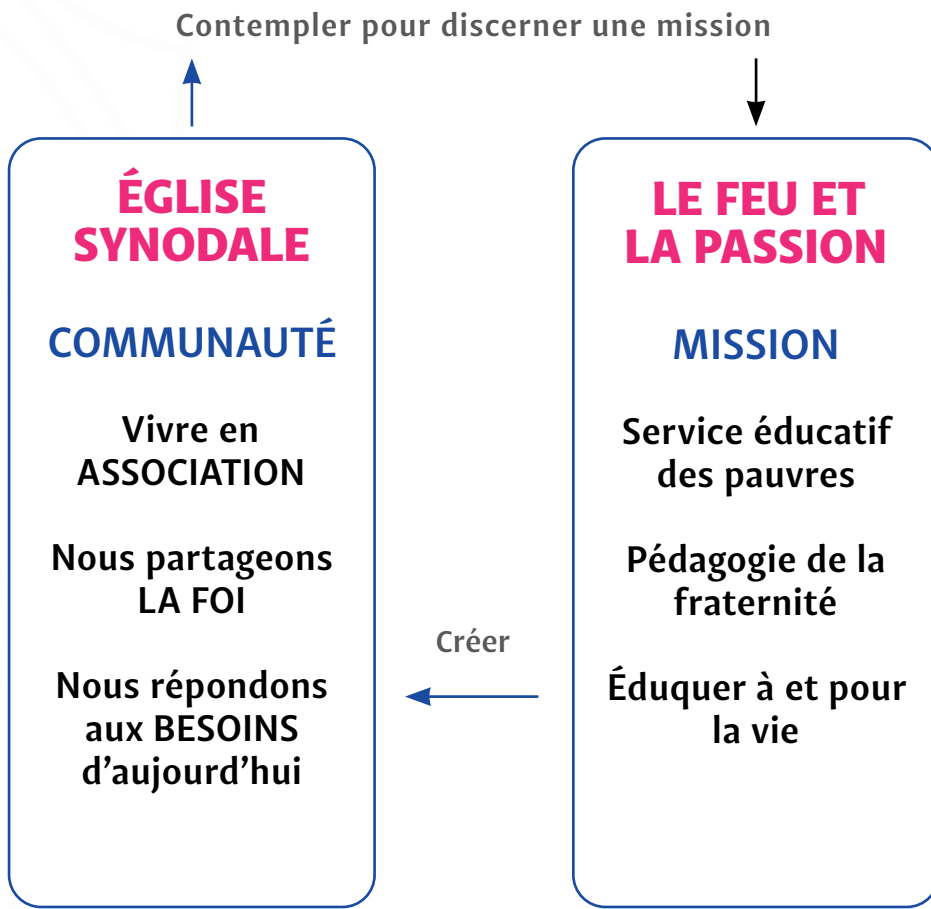 Contempler pour discerner une mission
ÉGLISE
SYNODALE
COMMUNAUTÉ
Vivre en
ASSOCIATION
Nous partageons
LA FOI
Nous répondons
aux BESOINS
d’aujourd’hui
Créer
LE FEU ET
LA PASSION
MISSION
Service éducatif
des pauvres
Pédagogie de la
fraternité
Éduquer à et pour
la vie